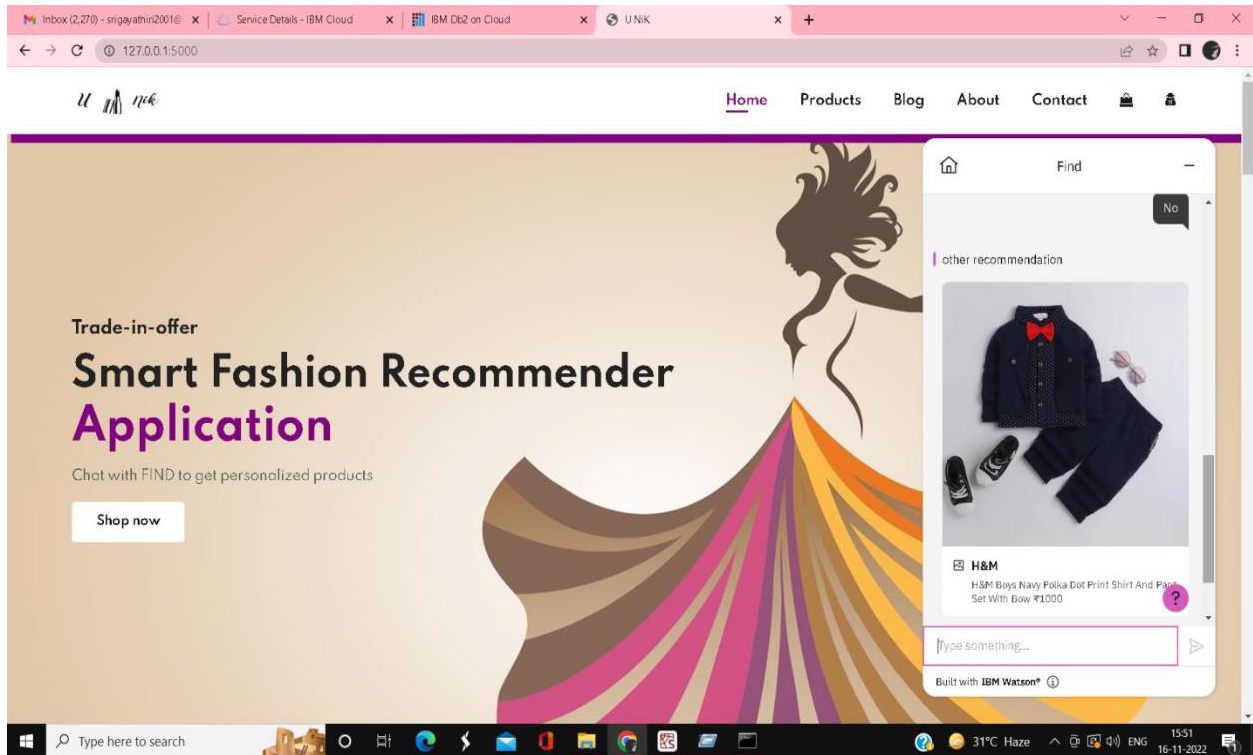 Inbox (2,270) - srigayathiri2001@
Service Details - IBM Cloud
IBM Db2 on Cloud
U NiK
127.0.0.1:5000
U nik
Home
Products
Blog
About
Contact
Trade-in-offer
Smart Fashion Recommender
Application
Chat with FIND to get personalized products
Shop now
Find
No
other recommendation
H&M
H&M Boys Navy Polka Dot Print Shirt And Pant
Set With Bow ₹1000
?
Type something...
Built with IBM Watson®
Type here to search
31°C Haze
ENG
15:51
16-11-2022